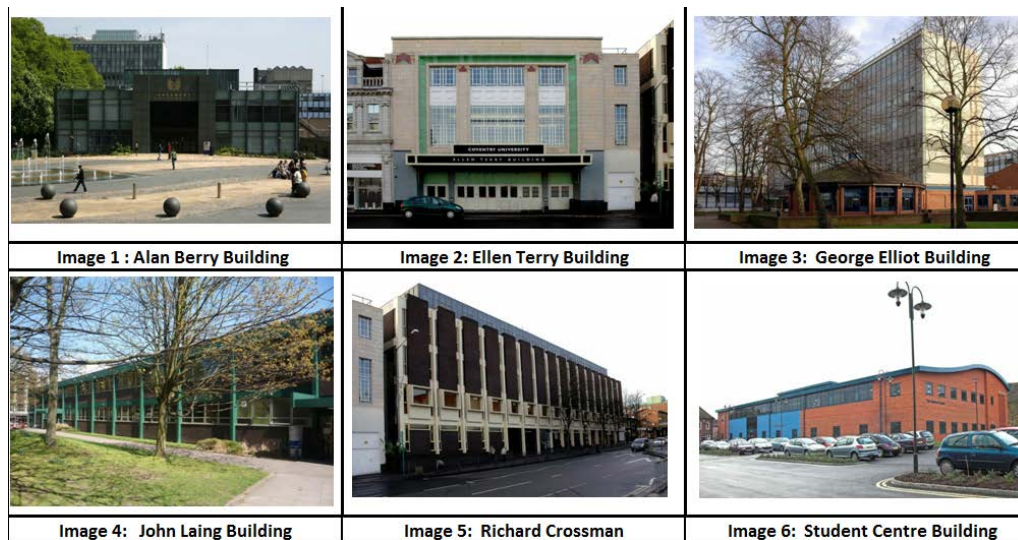 COVENTRY UNIVERSITY
ELLEN TERRY BUILDING
Image 1 : Alan Berry Building
Image 2: Ellen Terry Building
Image 3:  George Elliot Building
Image 4:   John Laing Building
Image 5:  Richard Crossman
Image 6:  Student Centre Building